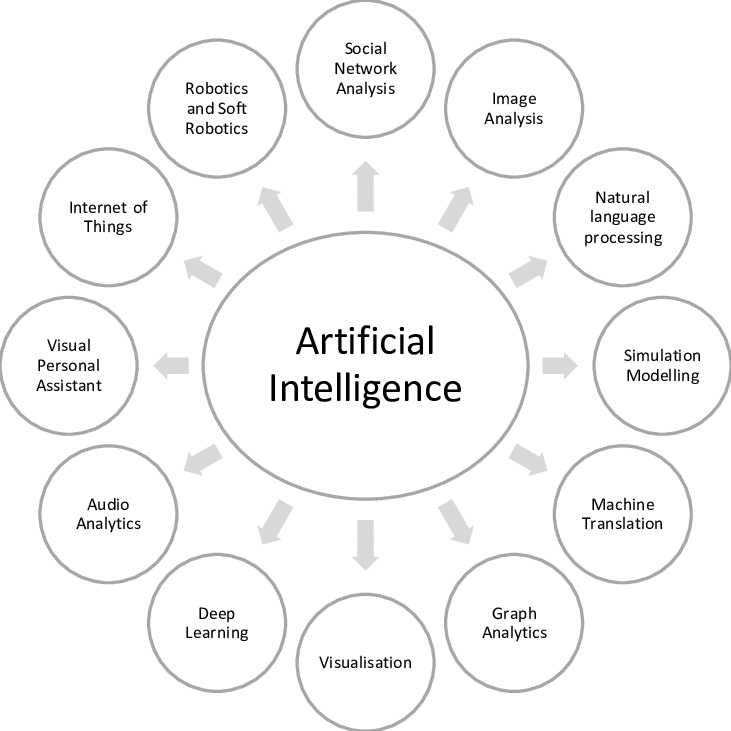 Social
Network
Analysis
Image
Analysis
Natural
language
processing
Simulation
Modelling
Machine
Translation
Graph
Analytics
Visualisation
Deep
Learning
Audio
Analytics
Visual
Personal
Assistant
Internet of
Things
Robotics
and Soft
Robotics
Artificial
Intelligence